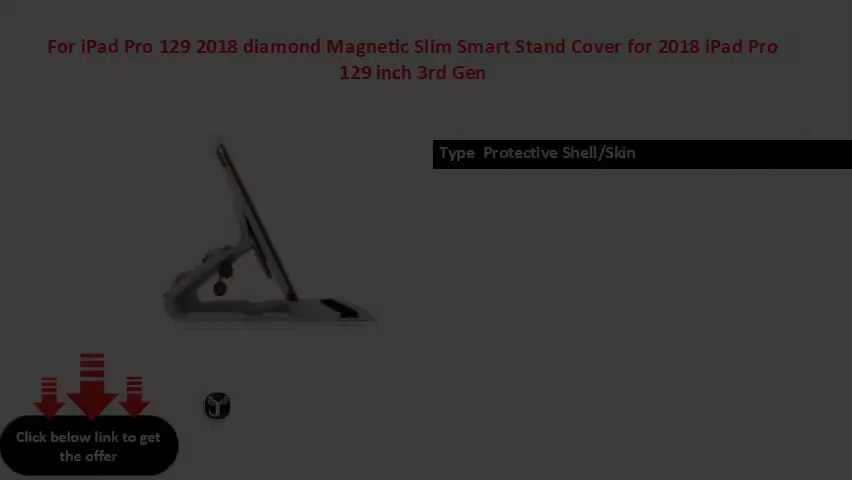 For iPad Pro 129 2018 diamond Magnetic Slim Smart Stand Cover for 2018 iPad Pro
129 inch 3rd Gen
Type Protective Shell/Skin
Click below link to get
the offer